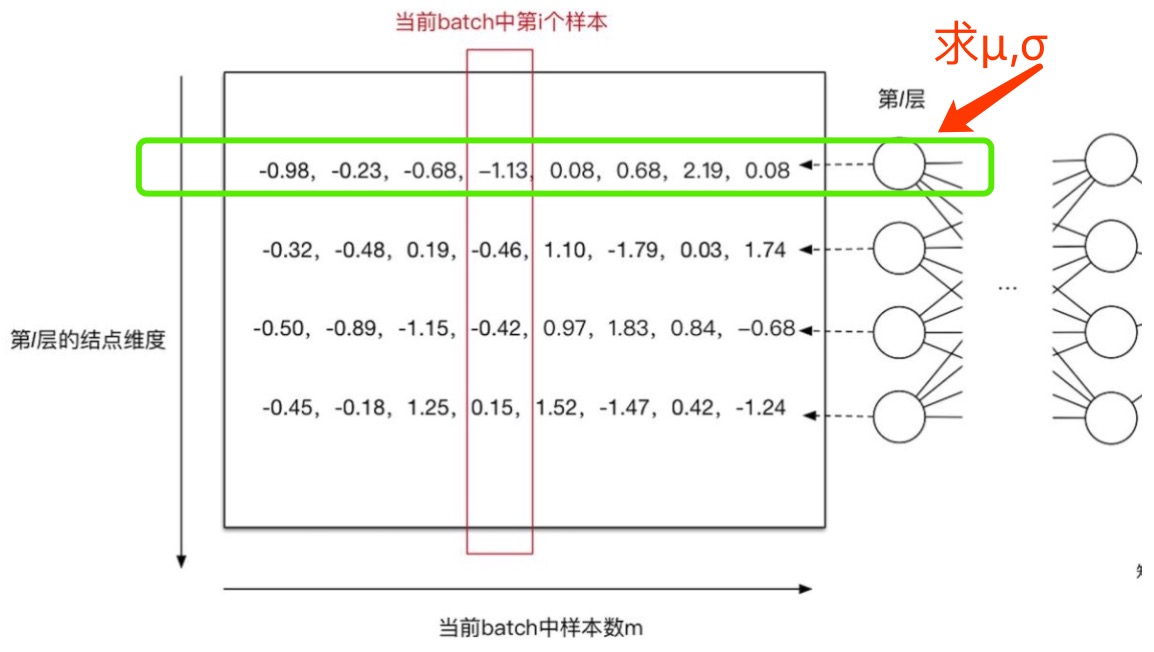 当前batch中第i个样本
求μ,σ
第l层
-0.98, -0.23, -0.68, –1.13, 0.08, 0.68, 2.19, 0.08
-0.32, -0.48, 0.19, -0.46, 1.10, -1.79, 0.03, 1.74
...
-0.50, -0.89, -1.15, -0.42, 0.97, 1.83, 0.84, –0.68
第l层的结点维度
-0.45, -0.18, 1.25, 0.15, 1.52, -1.47, 0.42, -1.24
当前batch中样本数m